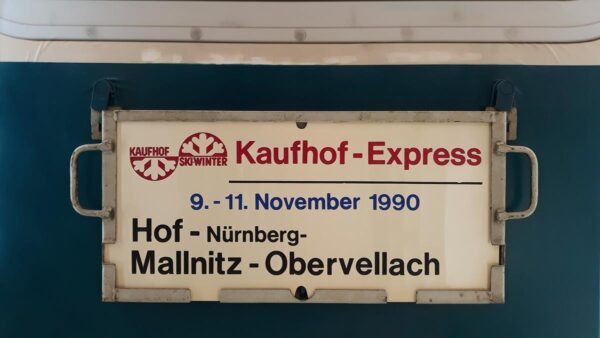 KAUFHOF
SKI-WINTER
Kaufhof-Express
9.-11. November 1990
Hof - Nürnberg-
Mallnitz - Obervellach